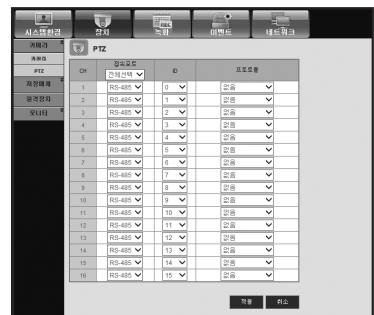 시스템환경
장치
녹화
이벤트
네트워크
카메라
카메라
PTZ
저장매체
원격장치
모니터
PTZ
CH 접속포트 ID 프로토콜
전체선택
1 RS-485 0 없음
2 RS-485 1 없음
3 RS-485 2 없음
4 RS-485 3 없음
5 RS-485 4 없음
6 RS-485 5 없음
7 RS-485 6 없음
8 RS-485 7 없음
9 RS-485 8 없음
10 RS-485 9 없음
11 RS-485 10 없음
12 RS-485 11 없음
13 RS-485 12 없음
14 RS-485 13 없음
15 RS-485 14 없음
16 RS-485 15 없음
적용 취소